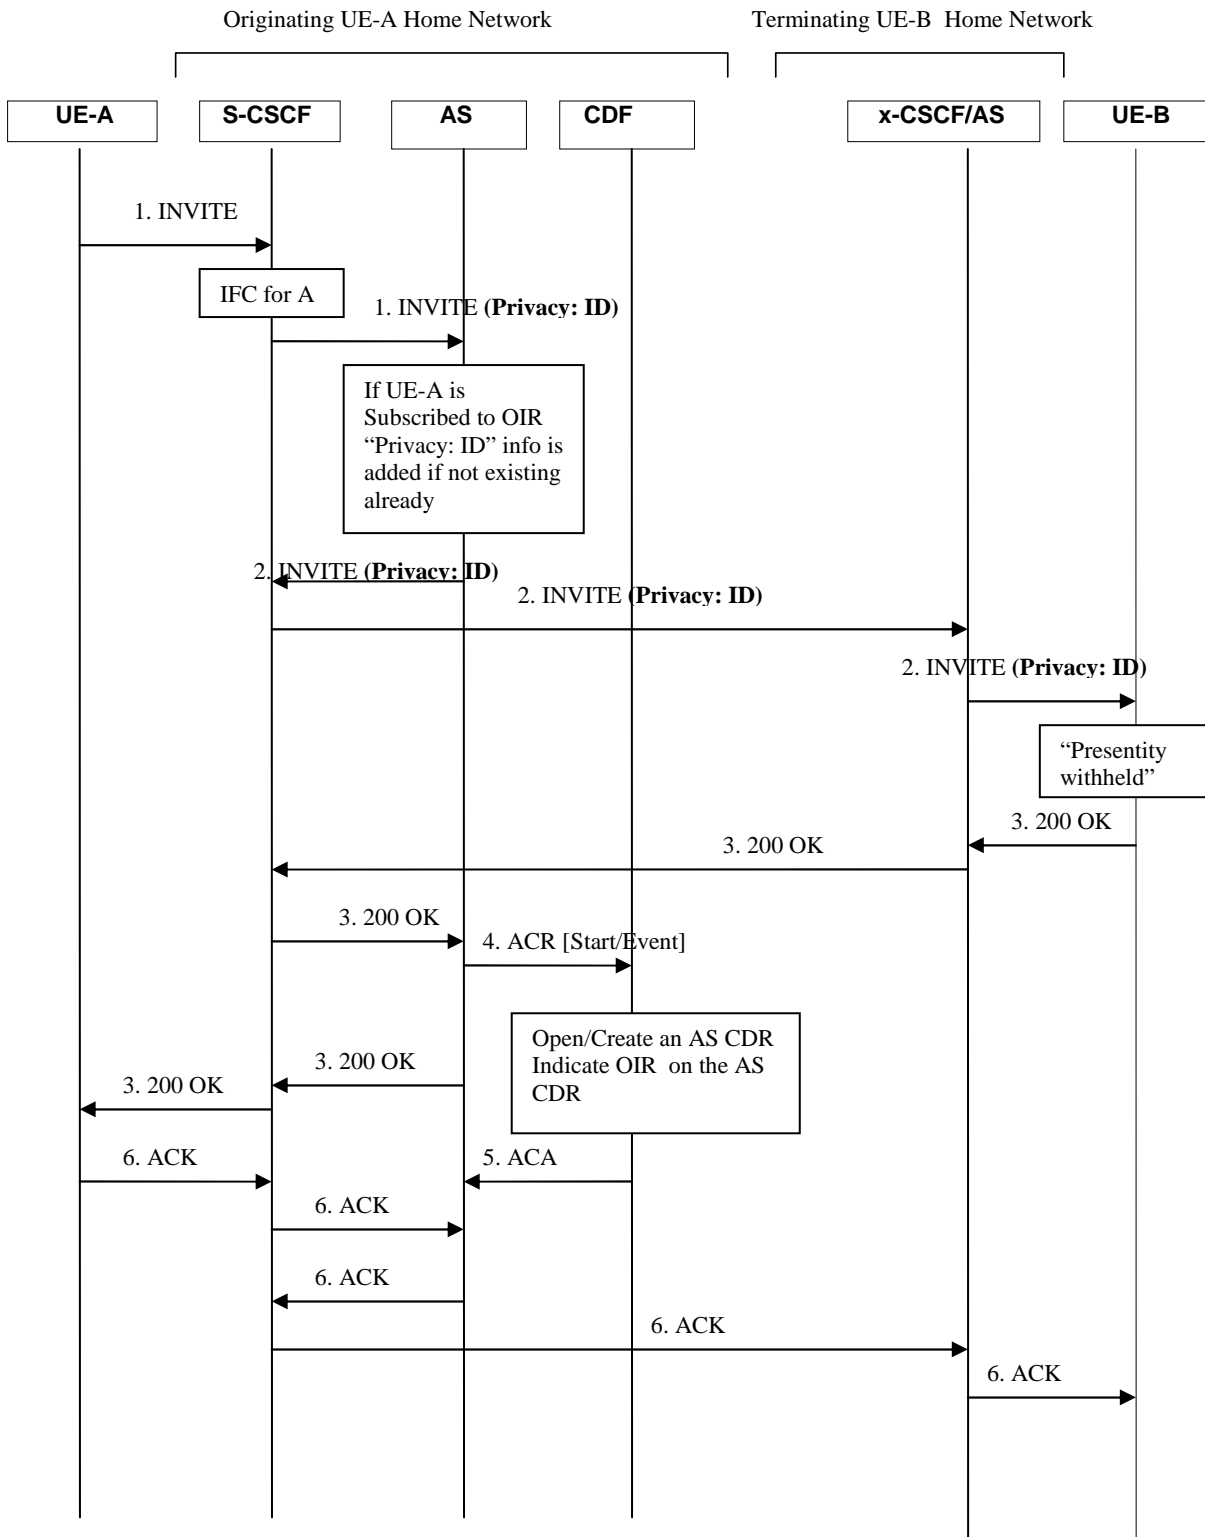 Originating UE-A Home Network
Terminating UE-B Home Network
UE-A
S-CSCF
AS
CDF
x-CSCF/AS
UE-B
1. INVITE
IFC for A
1. INVITE (Privacy: ID)
If UE-A is
Subscribed to OIR
“Privacy: ID” info is
added if not existing
already
2. INVITE (Privacy: ID)
2. INVITE (Privacy: ID)
2. INVITE (Privacy: ID)
“Presentity
withheld”
3. 200 OK
3. 200 OK
3. 200 OK
4. ACR [Start/Event]
Open/Create an AS CDR
Indicate OIR on the AS
CDR
3. 200 OK
3. 200 OK
6. ACK
5. ACA
6. ACK
6. ACK
6. ACK
6. ACK